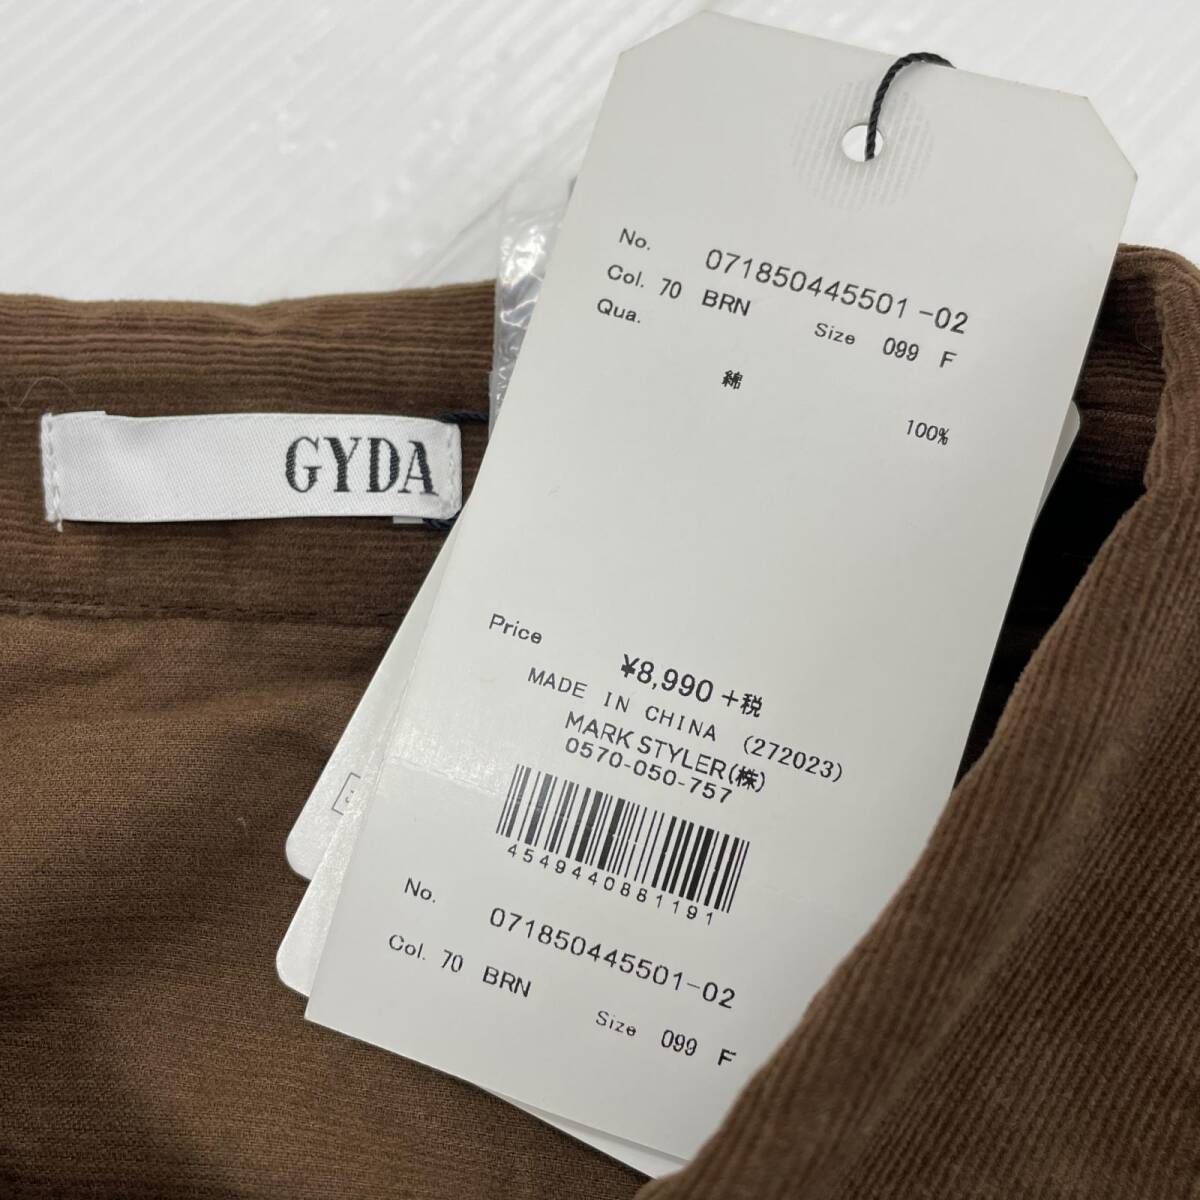 GYDA
No. 071850445501-02
Col. 70 BRN Size 099 F
Qua.
綿 100%
Price
¥8,990 +税
MADE IN CHINA (272023)
MARK STYLER(株)
0570-050-757
4549440881191
No. 071850445501-02
Col. 70 BRN Size 099 F